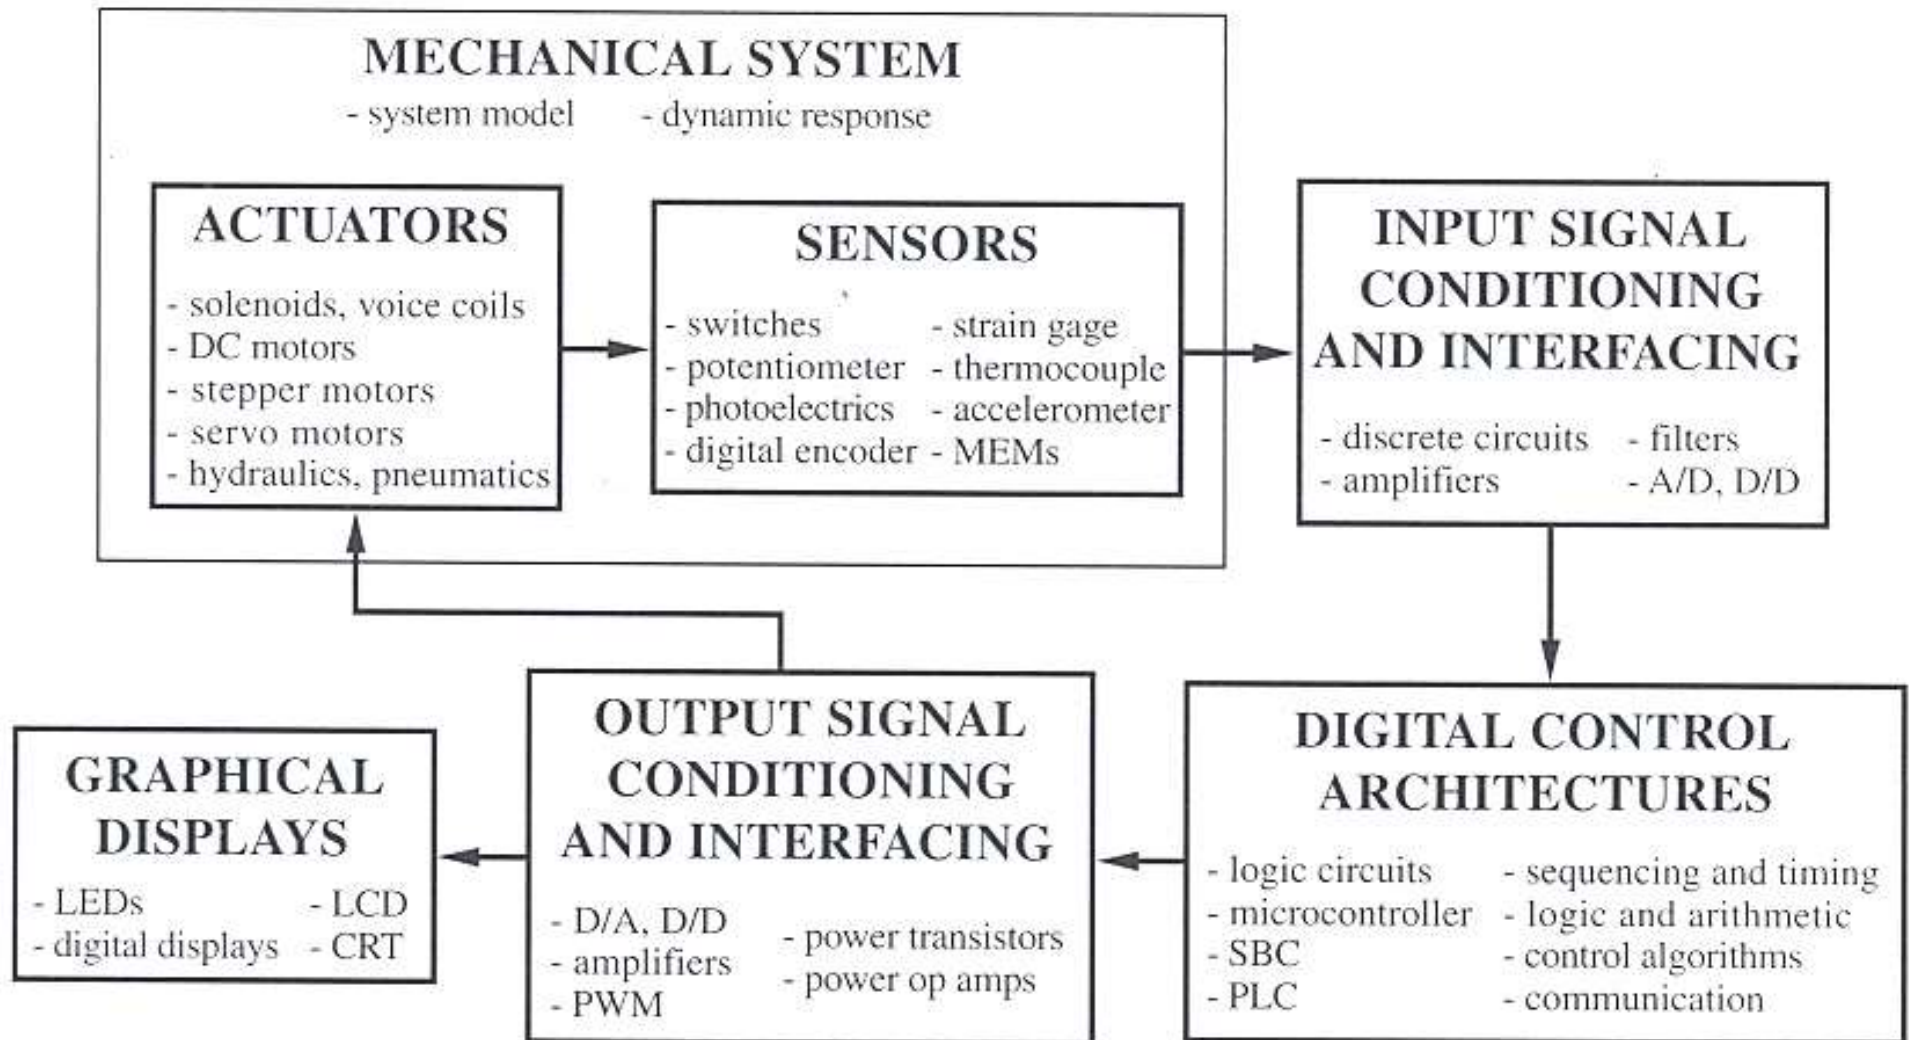 MECHANICAL SYSTEM
- system model - dynamic response
ACTUATORS
- solenoids, voice coils
- DC motors
- stepper motors
- servo motors
- hydraulics, pneumatics
SENSORS
- switches
- potentiometer
- photoelectrics
- digital encoder
- strain gage
- thermocouple
- accelerometer
- MEMs
INPUT SIGNAL
CONDITIONING
AND INTERFACING
- discrete circuits
- amplifiers
- filters
- A/D, D/D
GRAPHICAL
DISPLAYS
- LEDs
- digital displays
- LCD
- CRT
OUTPUT SIGNAL
CONDITIONING
AND INTERFACING
- D/A, D/D
- amplifiers
- PWM
- power transistors
- power op amps
DIGITAL CONTROL
ARCHITECTURES
- logic circuits
- microcontroller
- SBC
- PLC
- sequencing and timing
- logic and arithmetic
- control algorithms
- communication